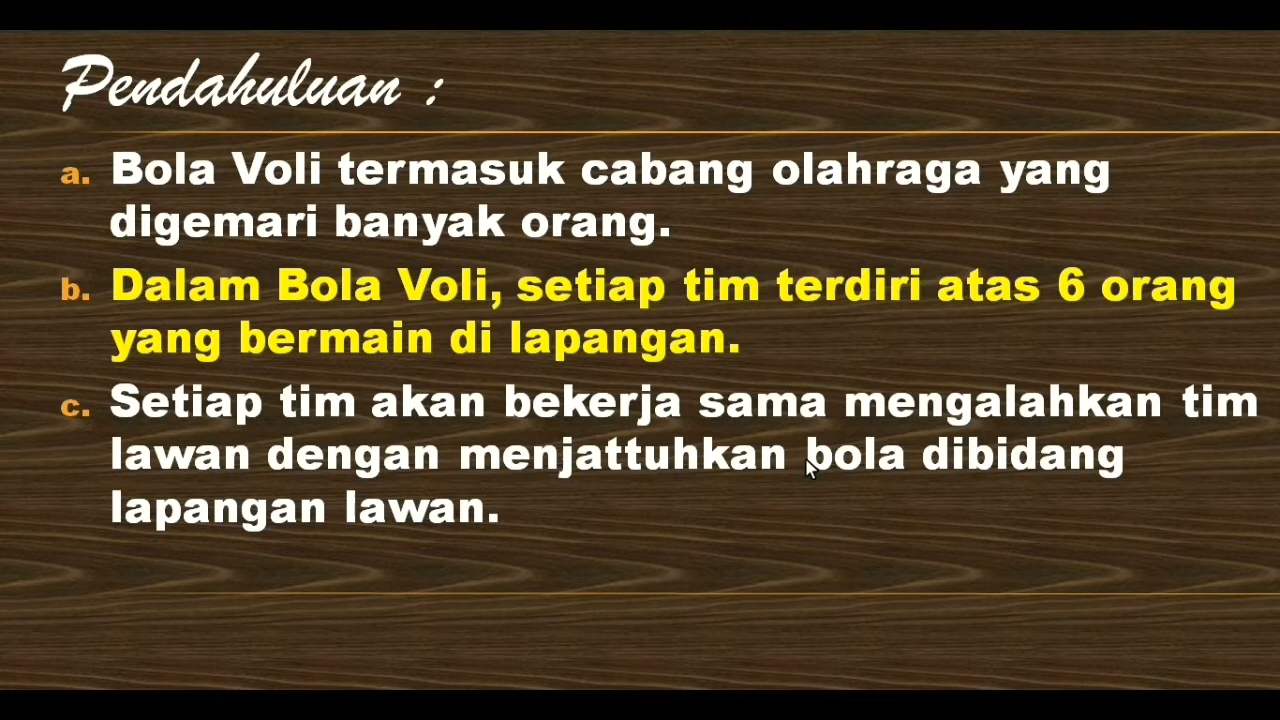 Pendahuluan :
a. Bola Voli termasuk cabang olahraga yang
digemari banyak orang.
b. Dalam Bola Voli, setiap tim terdiri atas 6 orang
yang bermain di lapangan.
c. Setiap tim akan bekerja sama mengalahkan tim
lawan dengan menjattuhkan bola dibidang
lapangan lawan.